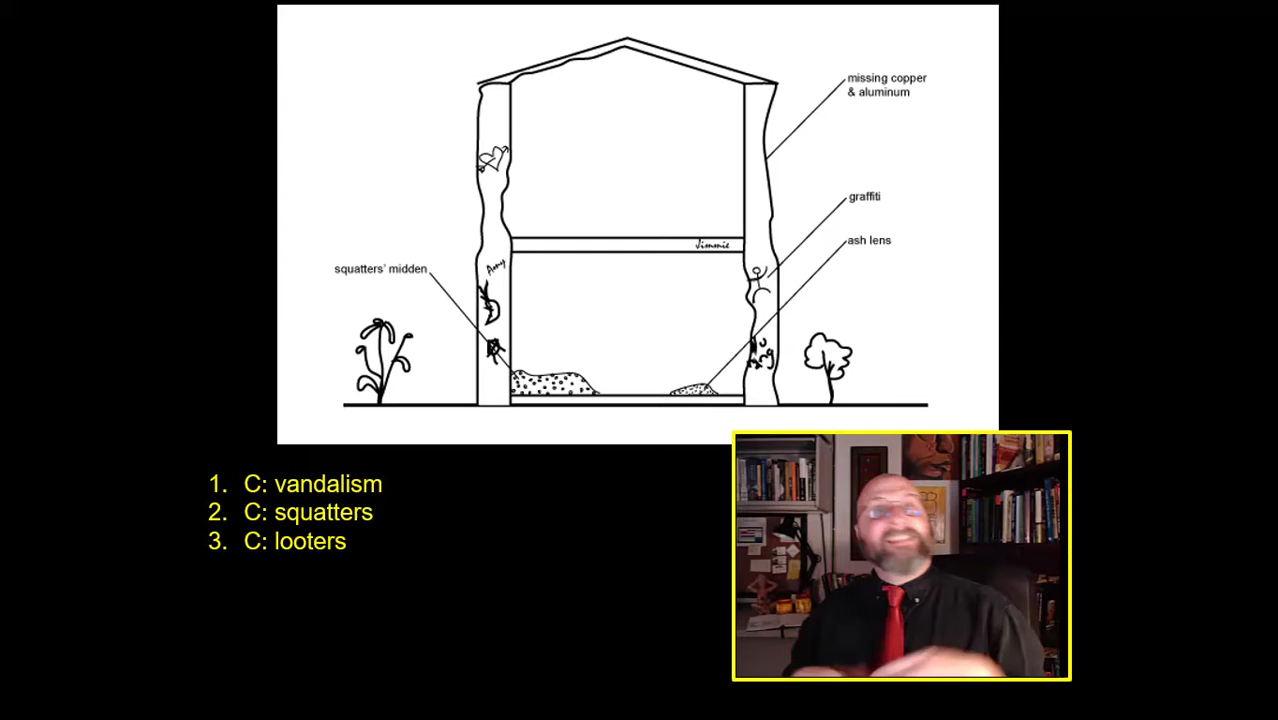 missing copper
& aluminum
graffiti
ash lens
Jimmie
squatters' midden
Amy
1. C: vandalism
2. C: squatters
3. C: looters